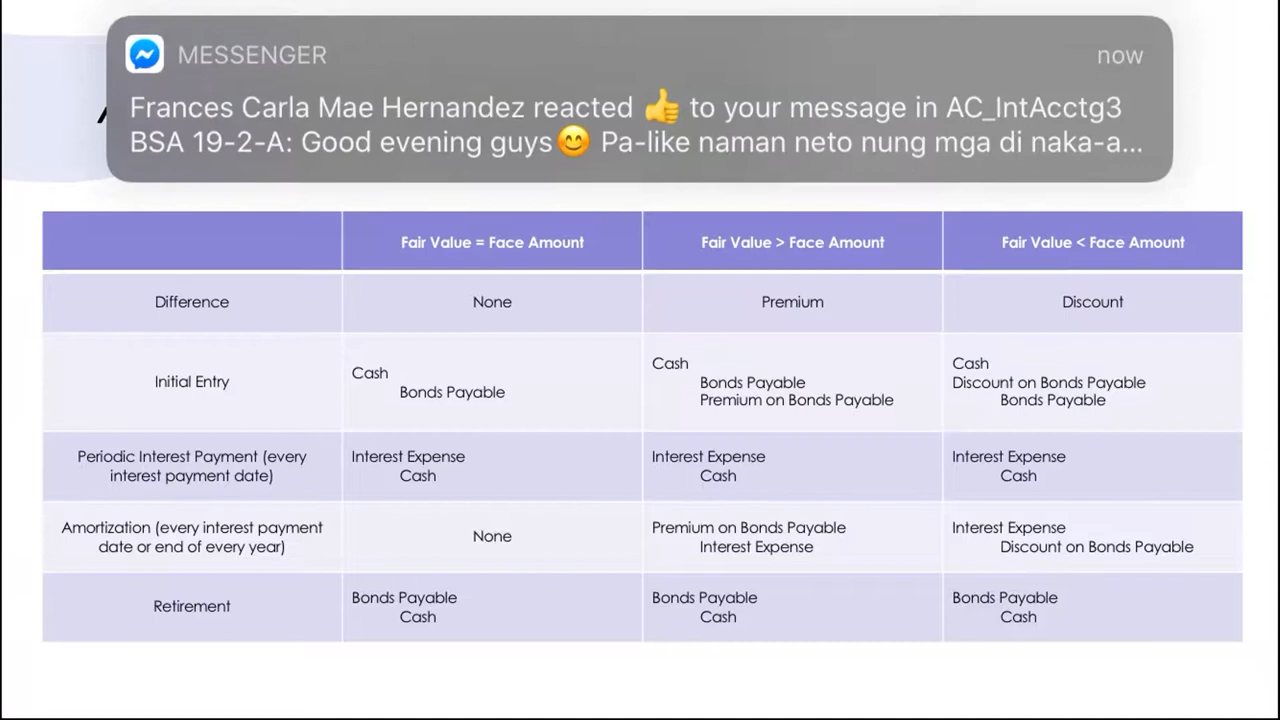 MESSENGER
now
Frances Carla Mae Hernandez reacted 👍 to your message in AC_IntAcctg3
BSA 19-2-A: Good evening guys😊 Pa-like naman neto nung mga di naka-a...
Fair Value = Face Amount
Fair Value > Face Amount
Fair Value < Face Amount
Difference
None
Premium
Discount
Initial Entry
Cash
Bonds Payable
Cash
Bonds Payable
Premium on Bonds Payable
Cash
Discount on Bonds Payable
Bonds Payable
Periodic Interest Payment (every
interest payment date)
Interest Expense
Cash
Interest Expense
Cash
Interest Expense
Cash
Amortization (every interest payment
date or end of every year)
None
Premium on Bonds Payable
Interest Expense
Interest Expense
Discount on Bonds Payable
Retirement
Bonds Payable
Cash
Bonds Payable
Cash
Bonds Payable
Cash